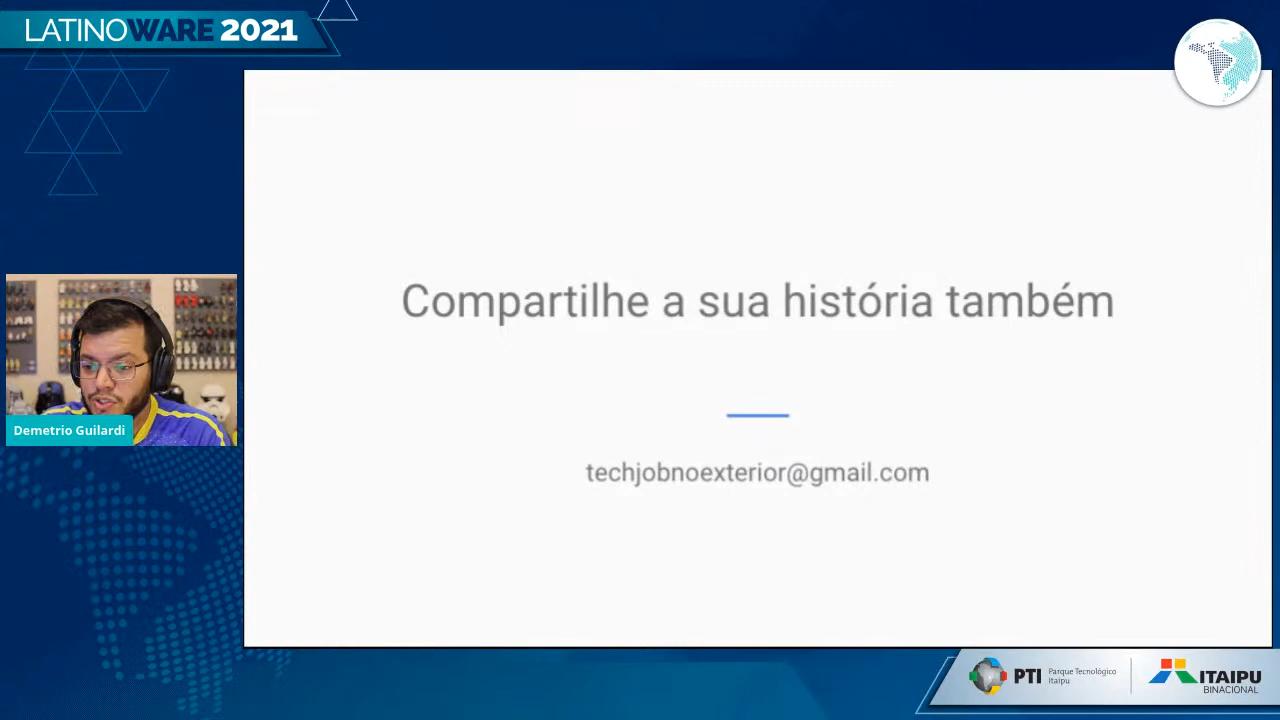 LATINOWARE 2021
Compartilhe a sua história também
techjobnoexterior@gmail.com
Demetrio Guilardi
PTI Parque Tecnológico
Itaipu
ITAIPU
BINACIONAL